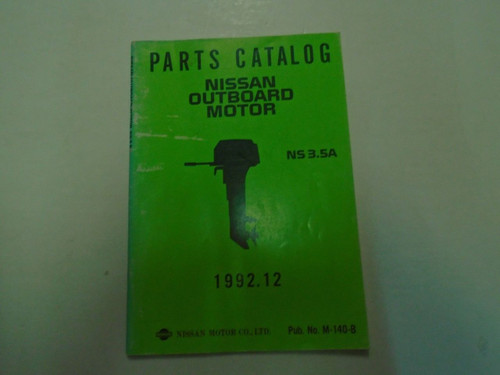 PARTS CATALOG
NISSAN
OUTBOARD
MOTOR
NS 3.5A
1992.12
NISSAN MOTOR CO., LTD. Pub. No. M-140-B